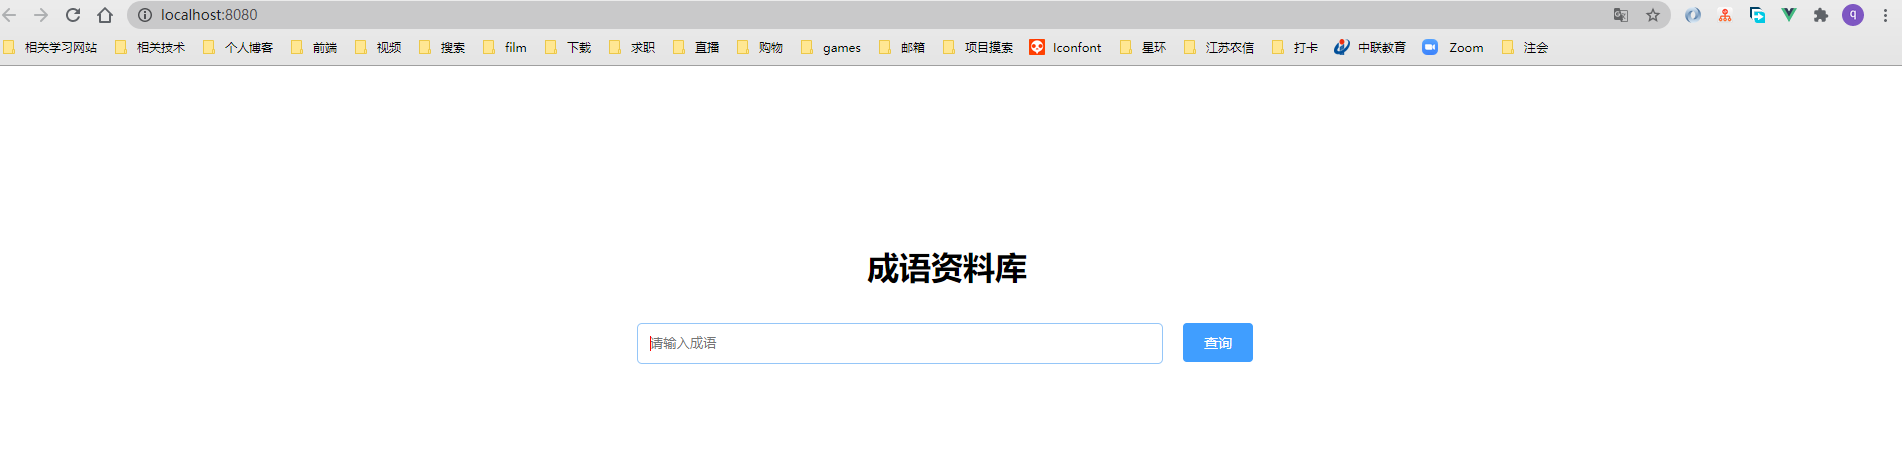 localhost:8080
q
相关学习网站 相关技术 个人博客 前端 视频 搜索 film 下载 求职 直播 购物 games 邮箱 项目摸索 Iconfont 星环 江苏农信 打卡 中联教育 Zoom 注会
成语资料库
请输入成语 查询